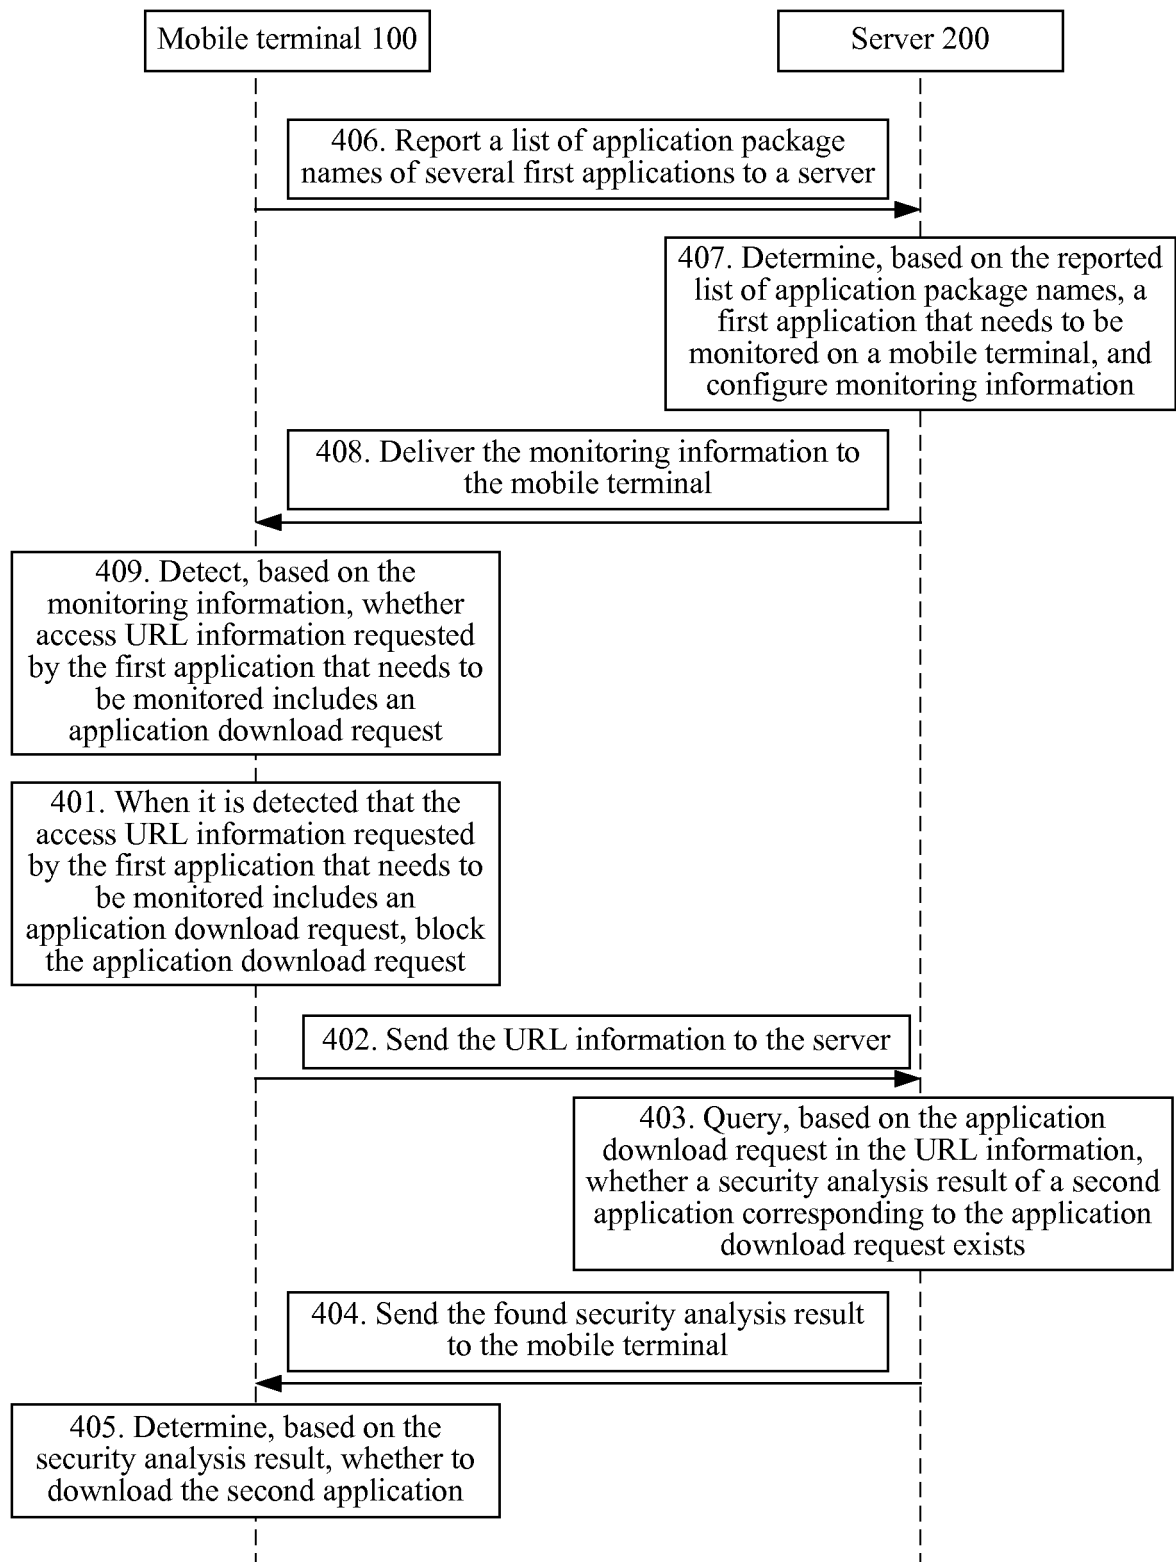 Mobile terminal 100
Server 200
406. Report a list of application package
names of several first applications to a server
407. Determine, based on the reported
list of application package names, a
first application that needs to be
monitored on a mobile terminal, and
configure monitoring information
408. Deliver the monitoring information to
the mobile terminal
409. Detect, based on the
monitoring information, whether
access URL information requested
by the first application that needs to
be monitored includes an
application download request
401. When it is detected that the
access URL information requested
by the first application that needs to
be monitored includes an
application download request, block
the application download request
402. Send the URL information to the server
403. Query, based on the application
download request in the URL information,
whether a security analysis result of a second
application corresponding to the application
download request exists
404. Send the found security analysis result
to the mobile terminal
405. Determine, based on the
security analysis result, whether to
download the second application